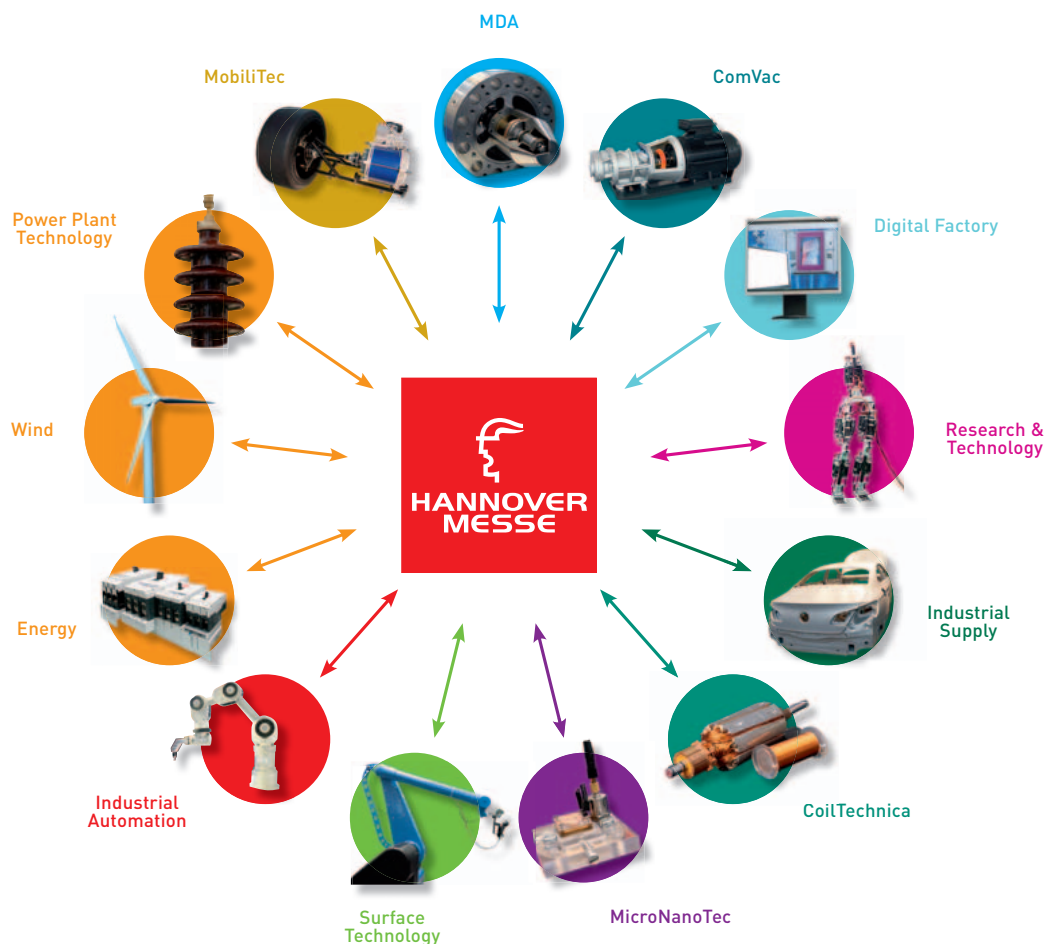 MDA
MobiliTec
ComVac
Power Plant
Technology
Digital Factory
Wind
Research &
Technology
HANNOVER
MESSE
Energy
Industrial
Supply
Industrial
Automation
CoilTechnica
Surface
Technology
MicroNanoTec